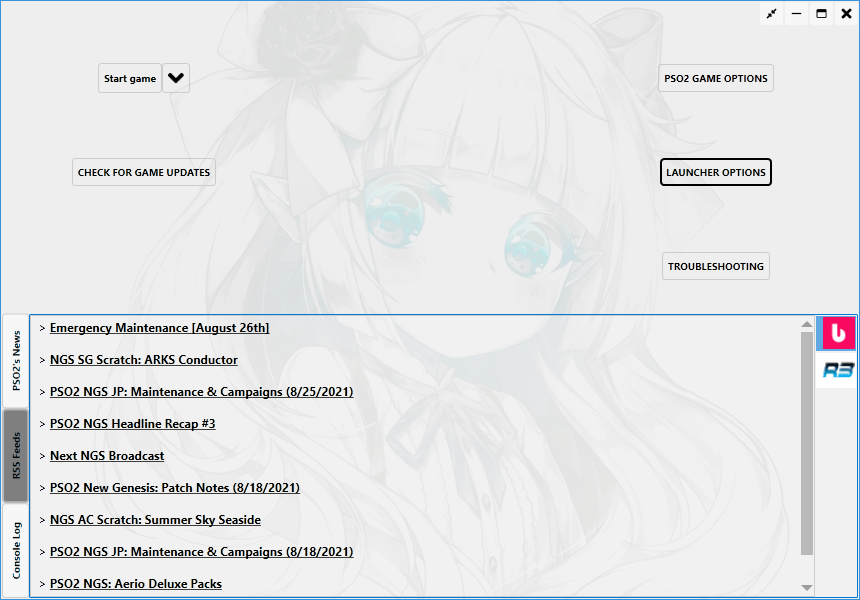 Start game
PSO2 GAME OPTIONS
CHECK FOR GAME UPDATES
LAUNCHER OPTIONS
TROUBLESHOOTING
PSO2's News
RSS Feeds
Console Log
> Emergency Maintenance [August 26th]
> NGS SG Scratch: ARKS Conductor
> PSO2 NGS JP: Maintenance & Campaigns (8/25/2021)
> PSO2 NGS Headline Recap #3
> Next NGS Broadcast
> PSO2 New Genesis: Patch Notes (8/18/2021)
> NGS AC Scratch: Summer Sky Seaside
> PSO2 NGS JP: Maintenance & Campaigns (8/18/2021)
> PSO2 NGS: Aerio Deluxe Packs
b
R3